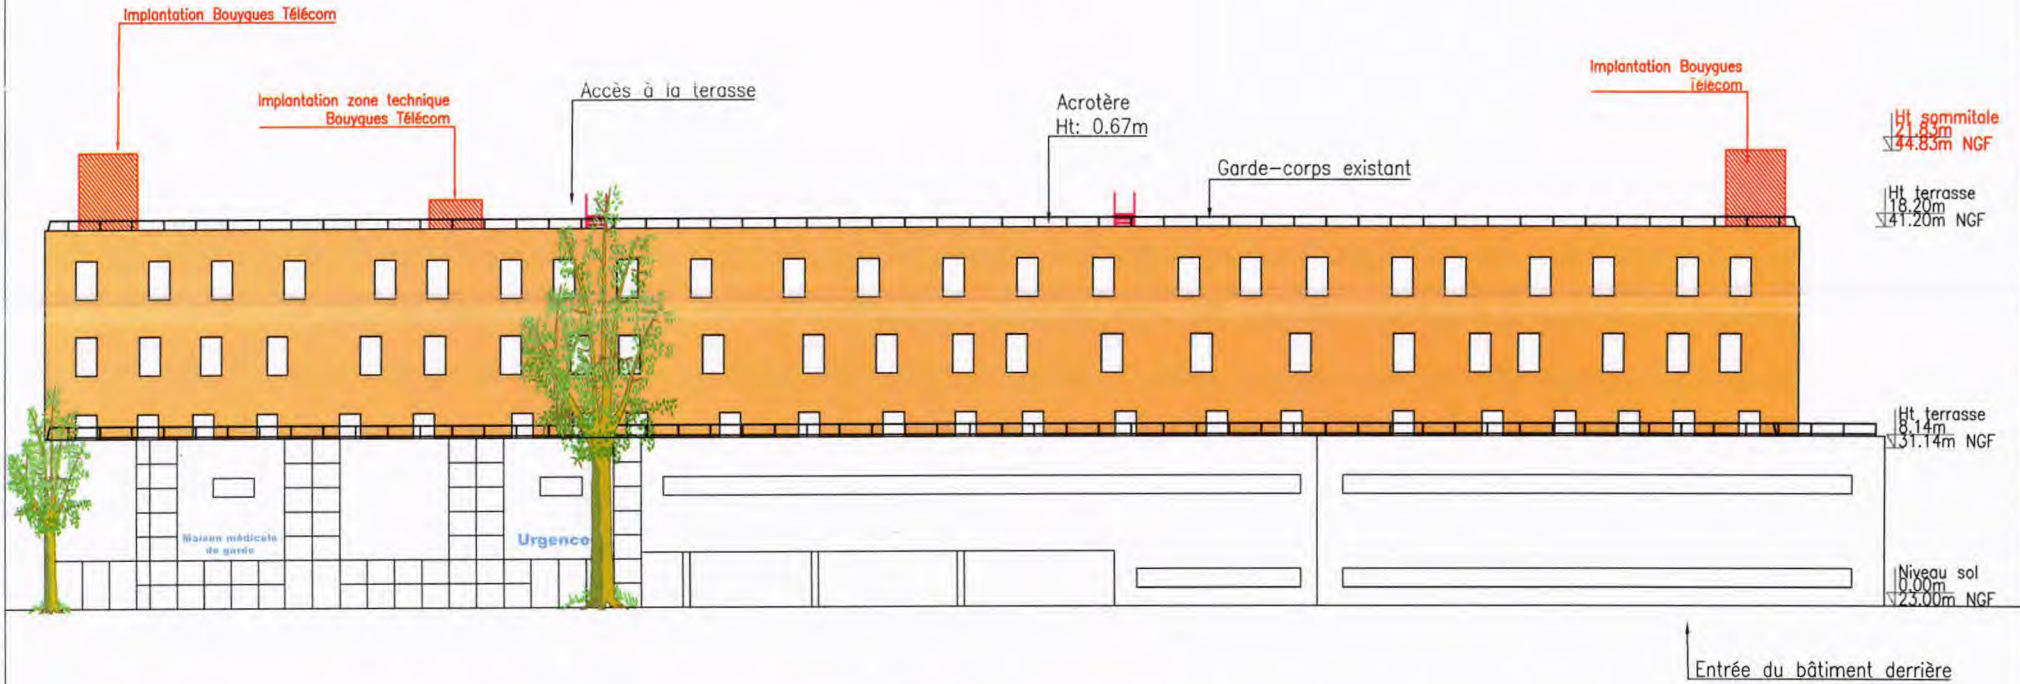 Implantation Bouygues Télécom
Implantation zone technique
Bouygues Télécom
Accès à la terasse
Acrotère
Ht: 0.67m
Garde-corps existant
Implantation Bouygues
Télécom
Ht sommitale
21.83m
44.83m NGF
Ht terrasse
18.20m
41.20m NGF
Ht terrasse
8.14m
31.14m NGF
Maison médicale
de garde
Urgence
Niveau sol
0.00m
23.00m NGF
Entrée du bâtiment derrière